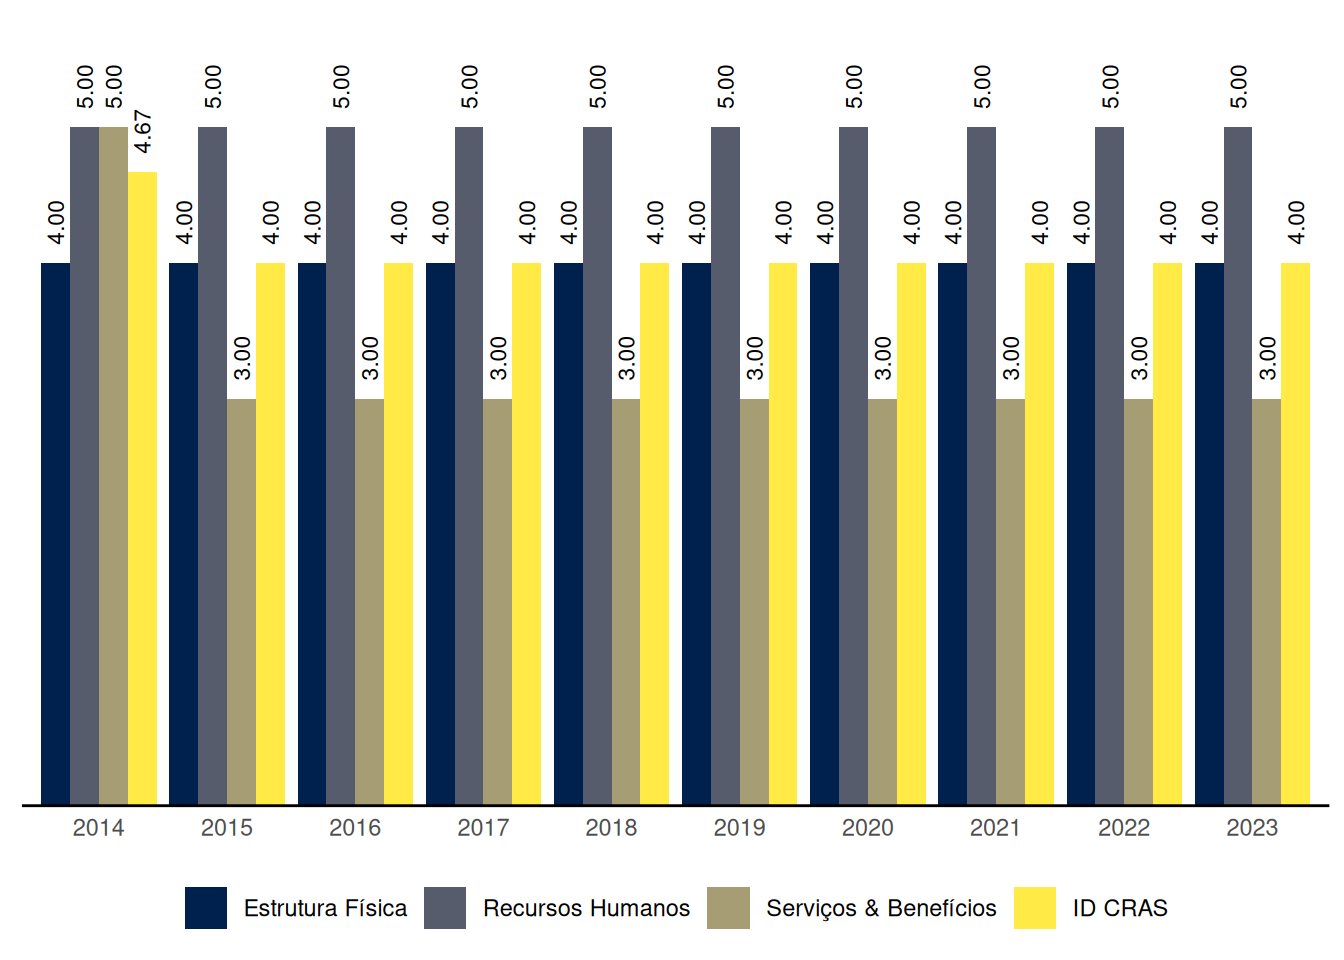 5.00 5.00 5.00 5.00 5.00 5.00 5.00 5.00 5.00 5.00 5.00
4.67
4.00 4.00 4.00 4.00 4.00 4.00 4.00 4.00 4.00 4.00 4.00 4.00 4.00 4.00 4.00 4.00 4.00 4.00 4.00
3.00 3.00 3.00 3.00 3.00 3.00 3.00 3.00 3.00
2014 2015 2016 2017 2018 2019 2020 2021 2022 2023
Estrutura Física Recursos Humanos Serviços & Benefícios ID CRAS